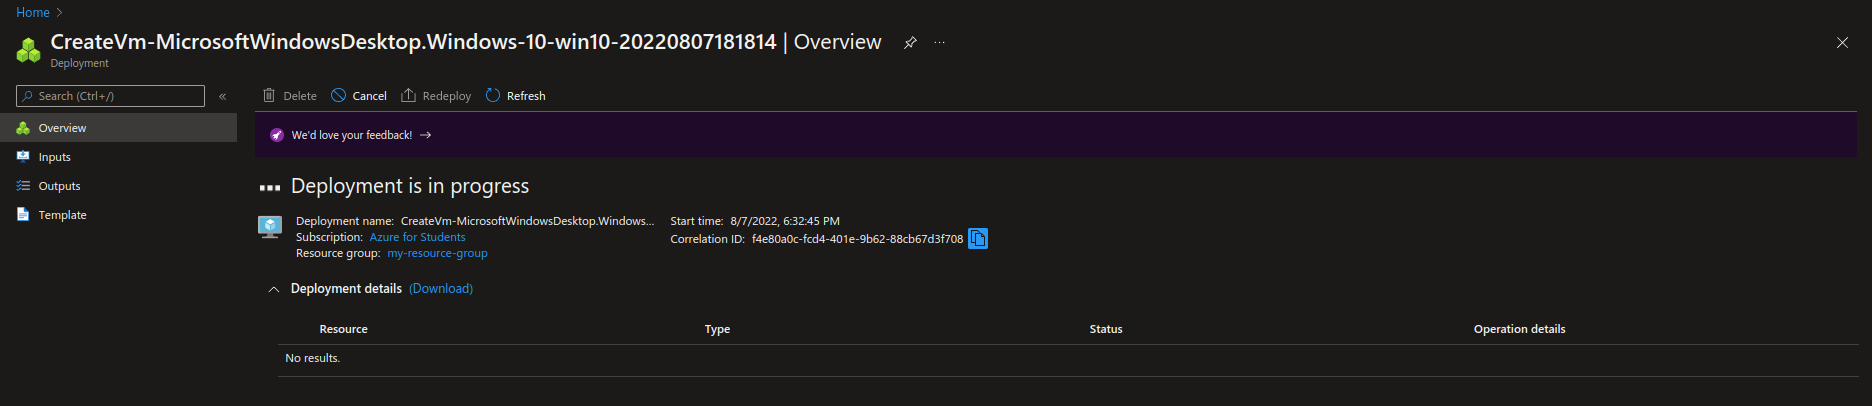 Home
CreateVm-MicrosoftWindowsDesktop.Windows-10-win10-20220807181814 | Overview
Deployment
Search (Ctrl+/)
«
Delete
Cancel
Redeploy
Refresh
Overview
Inputs
Outputs
Template
We'd love your feedback! →
Deployment is in progress
Deployment name: CreateVm-MicrosoftWindowsDesktop.Windows...
Subscription: Azure for Students
Resource group: my-resource-group
Start time: 8/7/2022, 6:32:45 PM
Correlation ID: f4e80a0c-fcd4-401e-9b62-88cb67d3f708
Deployment details (Download)
Resource Type Status Operation details
No results.